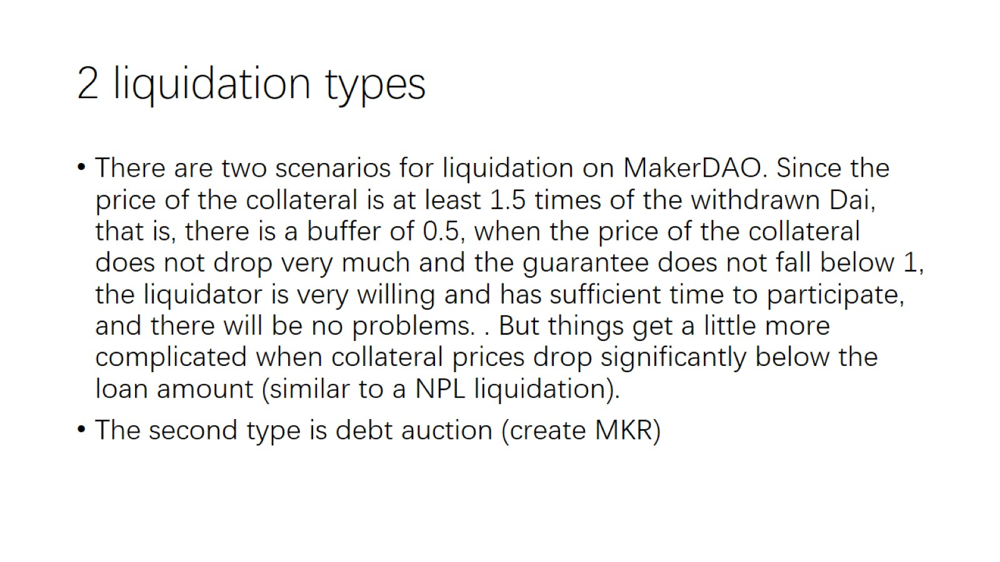 2 liquidation types
• There are two scenarios for liquidation on MakerDAO. Since the
price of the collateral is at least 1.5 times of the withdrawn Dai,
that is, there is a buffer of 0.5, when the price of the collateral
does not drop very much and the guarantee does not fall below 1,
the liquidator is very willing and has sufficient time to participate,
and there will be no problems. . But things get a little more
complicated when collateral prices drop significantly below the
loan amount (similar to a NPL liquidation).
• The second type is debt auction (create MKR)